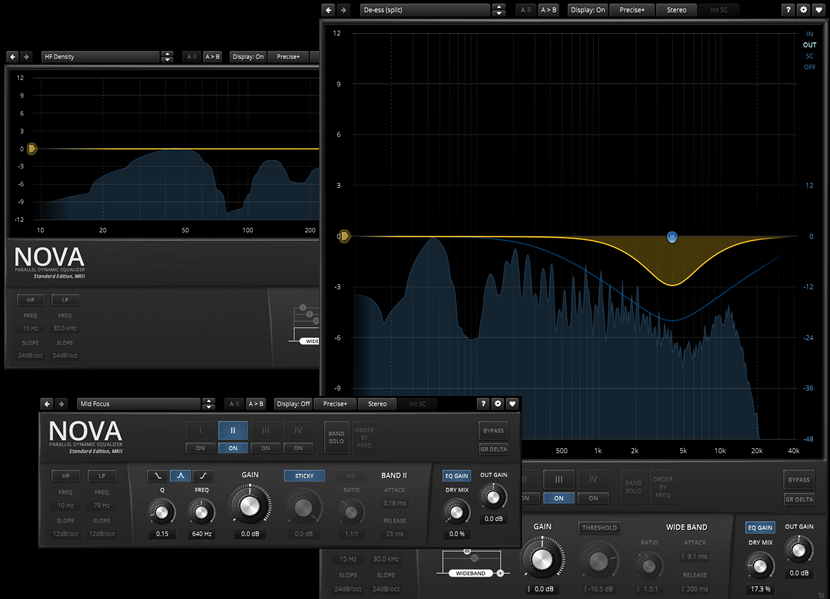 De-ess (split)
A B
A > B
Display: On
Precise+
Stereo
Int SC
?
HF Density
A B
A > B
Display: On
Precise+
12
9
6
3
0
-3
-6
-9
-12
10
20
50
100
200
NOVA
PARALLEL DYNAMIC EQUALIZER
Standard Edition, MKII
HP
LP
FREQ
FREQ
15 Hz
30.0 kHz
SLOPE
SLOPE
24dB/oct
24dB/oct
WIDE
12
9
6
3
0
-3
-6
-9
IN
OUT
SC
OFF
12
0
-12
-24
-36
-48
500
1k
2k
5k
10k
20k
40k
Mid Focus
A B
A > B
Display: Off
Precise+
Stereo
Int SC
?
NOVA
PARALLEL DYNAMIC EQUALIZER
Standard Edition, MKII
I
II
III
IV
ON
ON
ON
ON
BAND
SOLO
ORDER
BY
FREQ
BYPASS
GR DELTA
HP
LP
FREQ
FREQ
10 Hz
79 Hz
SLOPE
SLOPE
12dB/oct
12dB/oct
Q
FREQ
GAIN
0.15
640 Hz
0.0 dB
STICKY
0.0 dB
RATIO
1.1:1
BAND II
ATTACK
0.18 ms
RELEASE
23 ms
EQ GAIN
DRY MIX
0.0 %
OUT GAIN
0.0 dB
II
III
IV
ON
ON
ON
BAND
SOLO
ORDER
BY
FREQ
BYPASS
GR DELTA
15 Hz
30.0 kHz
SLOPE
SLOPE
24dB/oct
24dB/oct
WIDEBAND
GAIN
0.0 dB
THRESHOLD
-10.5 dB
RATIO
1.5:1
WIDE BAND
ATTACK
9.1 ms
RELEASE
200 ms
EQ GAIN
DRY MIX
17.3 %
OUT GAIN
0.0 dB